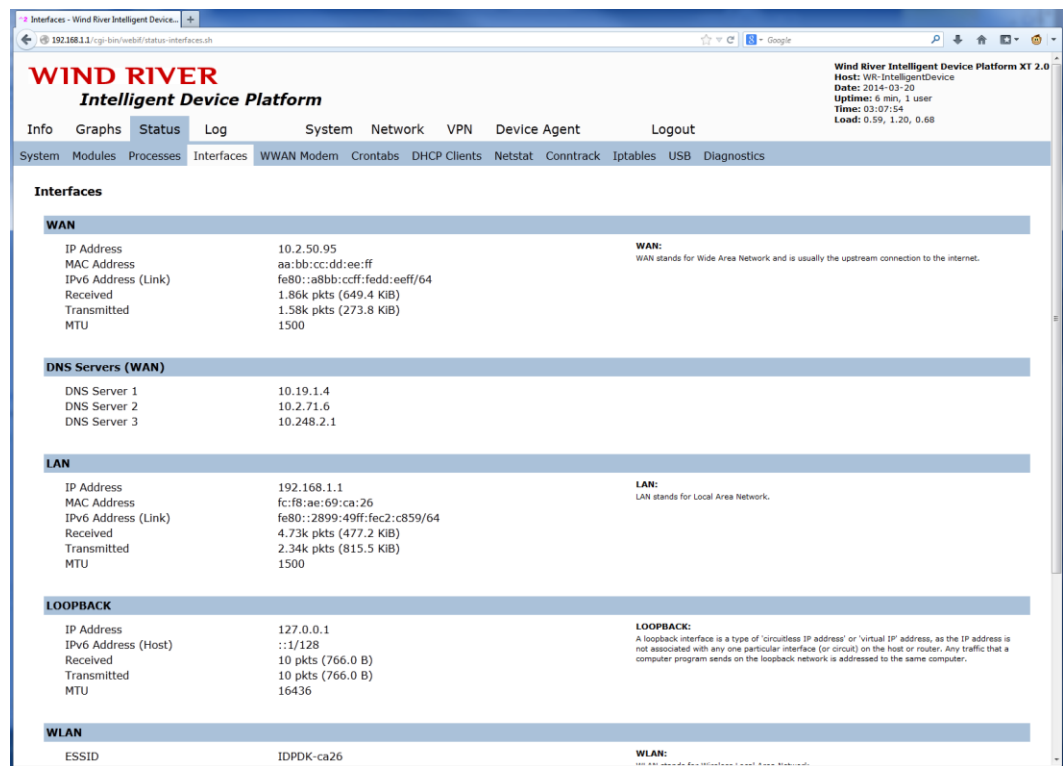 Interfaces - Wind River Intelligent Device...
192.168.1.1/cgi-bin/webif/status-interfaces.sh
Google
WIND RIVER
Intelligent Device Platform
Wind River Intelligent Device Platform XT 2.0
Host: WR-IntelligentDevice
Date: 2014-03-20
Uptime: 6 min, 1 user
Time: 03:07:54
Load: 0.59, 1.20, 0.68
Info Graphs Status Log System Network VPN Device Agent Logout
System Modules Processes Interfaces WWAN Modem Crontabs DHCP Clients Netstat Conntrack Iptables USB Diagnostics
Interfaces
WAN
IP Address 10.2.50.95
MAC Address aa:bb:cc:dd:ee:ff
IPv6 Address (Link) fe80::a8bb:ccff:fedd:eeff/64
Received 1.86k pkts (649.4 KiB)
Transmitted 1.58k pkts (273.8 KiB)
MTU 1500
WAN:
WAN stands for Wide Area Network and is usually the upstream connection to the internet.
DNS Servers (WAN)
DNS Server 1 10.19.1.4
DNS Server 2 10.2.71.6
DNS Server 3 10.248.2.1
LAN
IP Address 192.168.1.1
MAC Address fc:f8:ae:69:ca:26
IPv6 Address (Link) fe80::2899:49ff:fec2:c859/64
Received 4.73k pkts (477.2 KiB)
Transmitted 2.34k pkts (815.5 KiB)
MTU 1500
LAN:
LAN stands for Local Area Network.
LOOPBACK
IP Address 127.0.0.1
IPv6 Address (Host) ::1/128
Received 10 pkts (766.0 B)
Transmitted 10 pkts (766.0 B)
MTU 16436
LOOPBACK:
A loopback interface is a type of 'circuitless IP address' or 'virtual IP' address, as the IP address is
not associated with any one particular interface (or circuit) on the host or router. Any traffic that a
computer program sends on the loopback network is addressed to the same computer.
WLAN
ESSID IDPDK-ca26
WLAN:
WLAN stands for Wireless Local Area Network